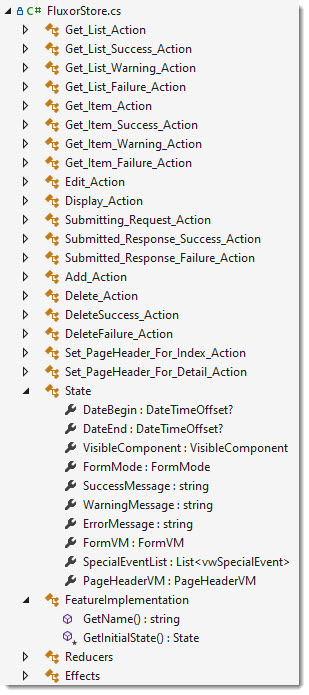 C# FluxorStore.cs
Get_List_Action
Get_List_Success_Action
Get_List_Warning_Action
Get_List_Failure_Action
Get_Item_Action
Get_Item_Success_Action
Get_Item_Warning_Action
Get_Item_Failure_Action
Edit_Action
Display_Action
Submitting_Request_Action
Submitted_Response_Success_Action
Submitted_Response_Failure_Action
Add_Action
Delete_Action
DeleteSuccess_Action
DeleteFailure_Action
Set_PageHeader_For_Index_Action
Set_PageHeader_For_Detail_Action
State
DateBegin : DateTimeOffset?
DateEnd : DateTimeOffset?
VisibleComponent : VisibleComponent
FormMode : FormMode
SuccessMessage : string
WarningMessage : string
ErrorMessage : string
FormVM : FormVM
SpecialEventList : List<vwSpecialEvent>
PageHeaderVM : PageHeaderVM
FeatureImplementation
GetName() : string
GetInitialState() : State
Reducers
Effects